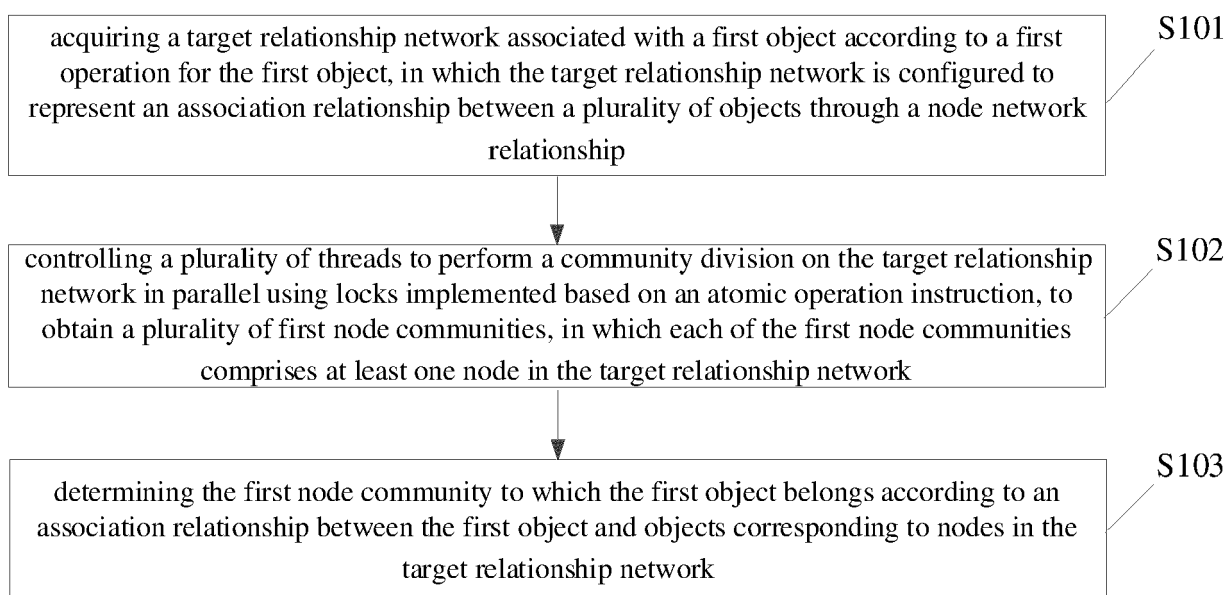 acquiring a target relationship network associated with a first object according to a first
operation for the first object, in which the target relationship network is configured to
represent an association relationship between a plurality of objects through a node network
relationship
S101
controlling a plurality of threads to perform a community division on the target relationship
network in parallel using locks implemented based on an atomic operation instruction, to
obtain a plurality of first node communities, in which each of the first node communities
comprises at least one node in the target relationship network
S102
determining the first node community to which the first object belongs according to an
association relationship between the first object and objects corresponding to nodes in the
target relationship network
S103